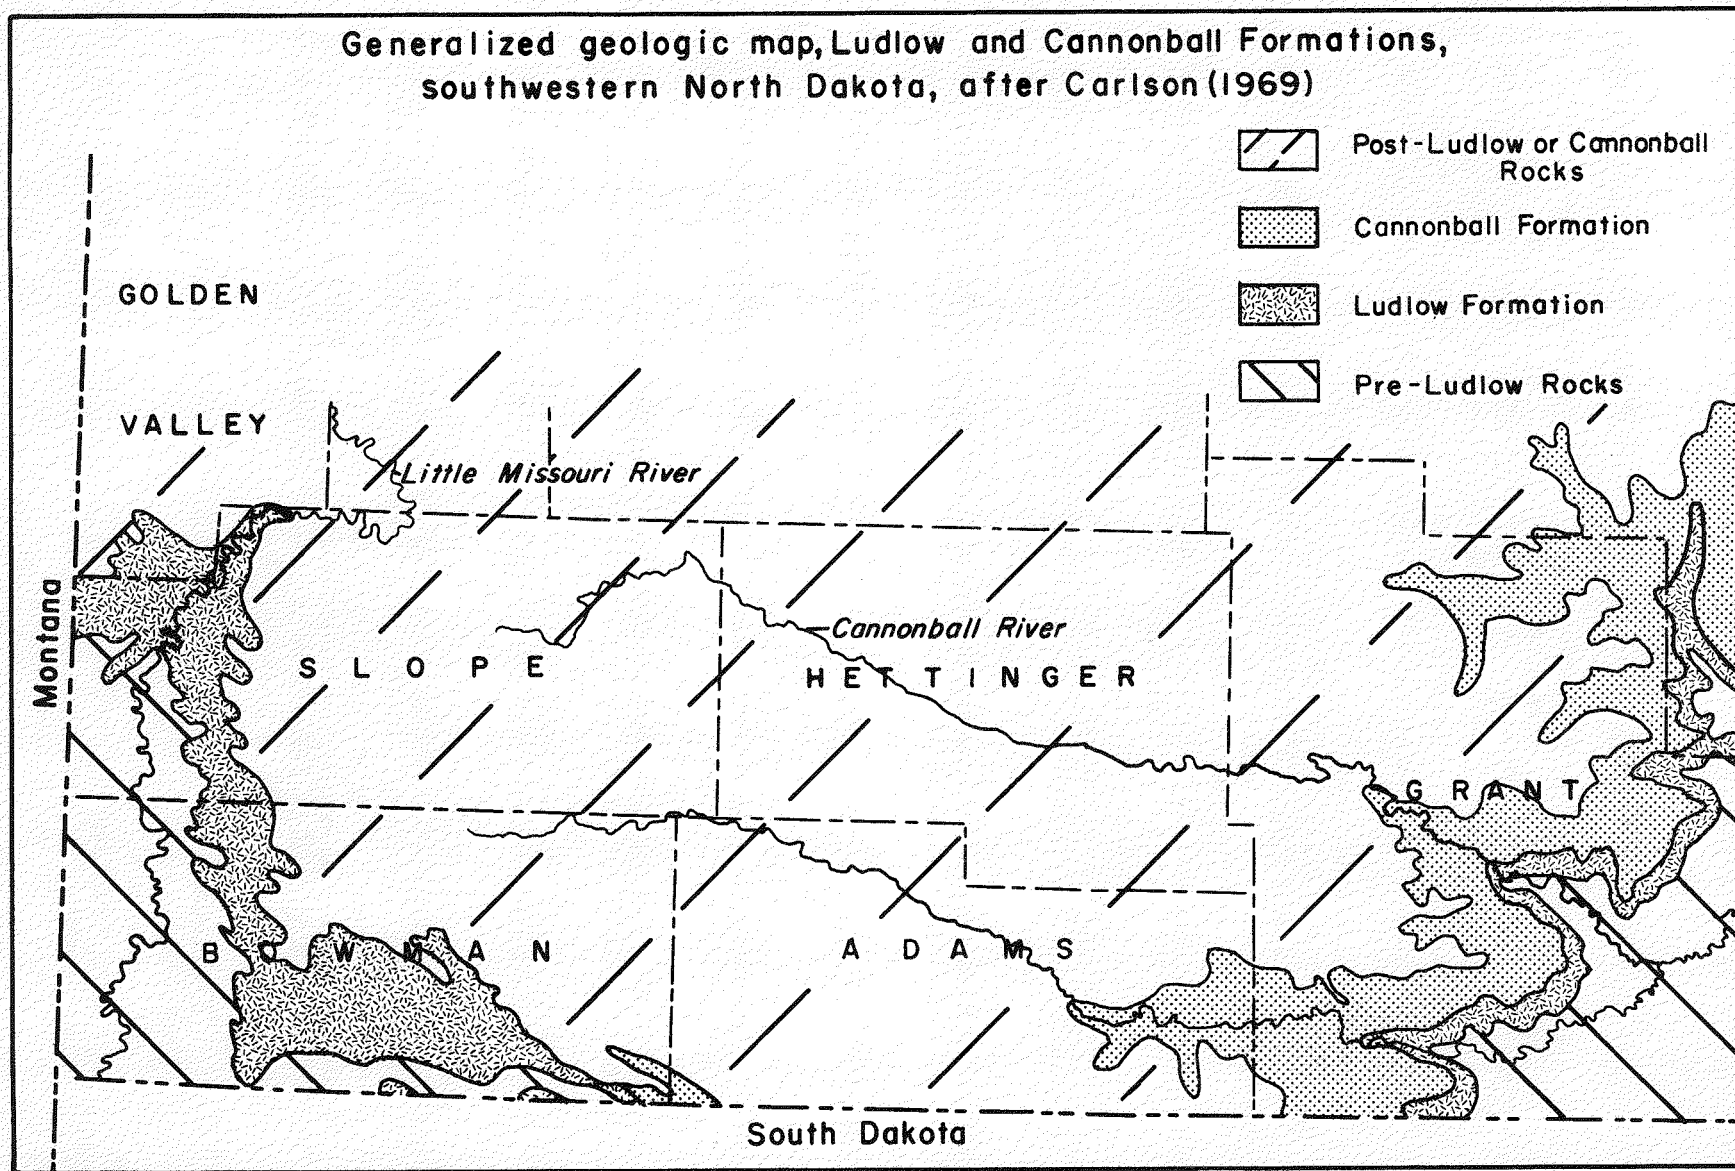 Generalized geologic map, Ludlow and Cannonball Formations,
southwestern North Dakota, after Carlson (1969)
Post-Ludlow or Cannonball
Rocks
Cannonball Formation
Ludlow Formation
Pre-Ludlow Rocks
GOLDEN
VALLEY
Little Missouri River
Montana
Cannonball River
SLOPE
HETTINGER
GRANT
BOWMAN
ADAMS
South Dakota